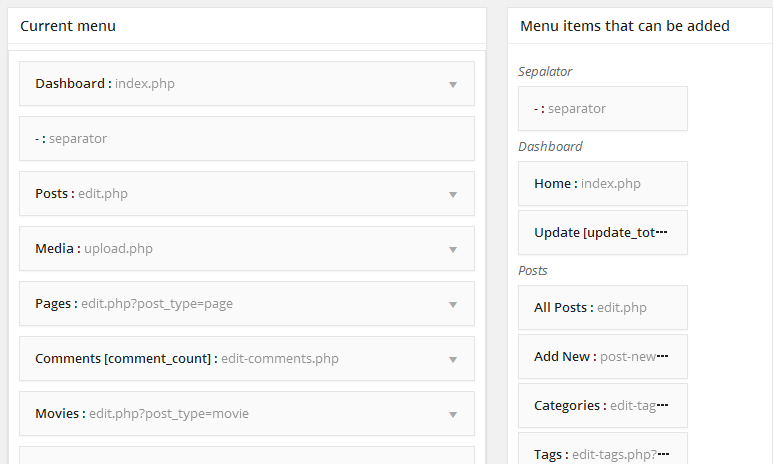 Current menu
Dashboard : index.php
- : separator
Posts : edit.php
Media : upload.php
Pages : edit.php?post_type=page
Comments [comment_count] : edit-comments.php
Movies : edit.php?post_type=movie
Menu items that can be added
Sepalator
- : separator
Dashboard
Home : index.php
Update [update_tot...
Posts
All Posts : edit.php
Add New : post-new...
Categories : edit-tag...
Tags : edit-tags.php?...